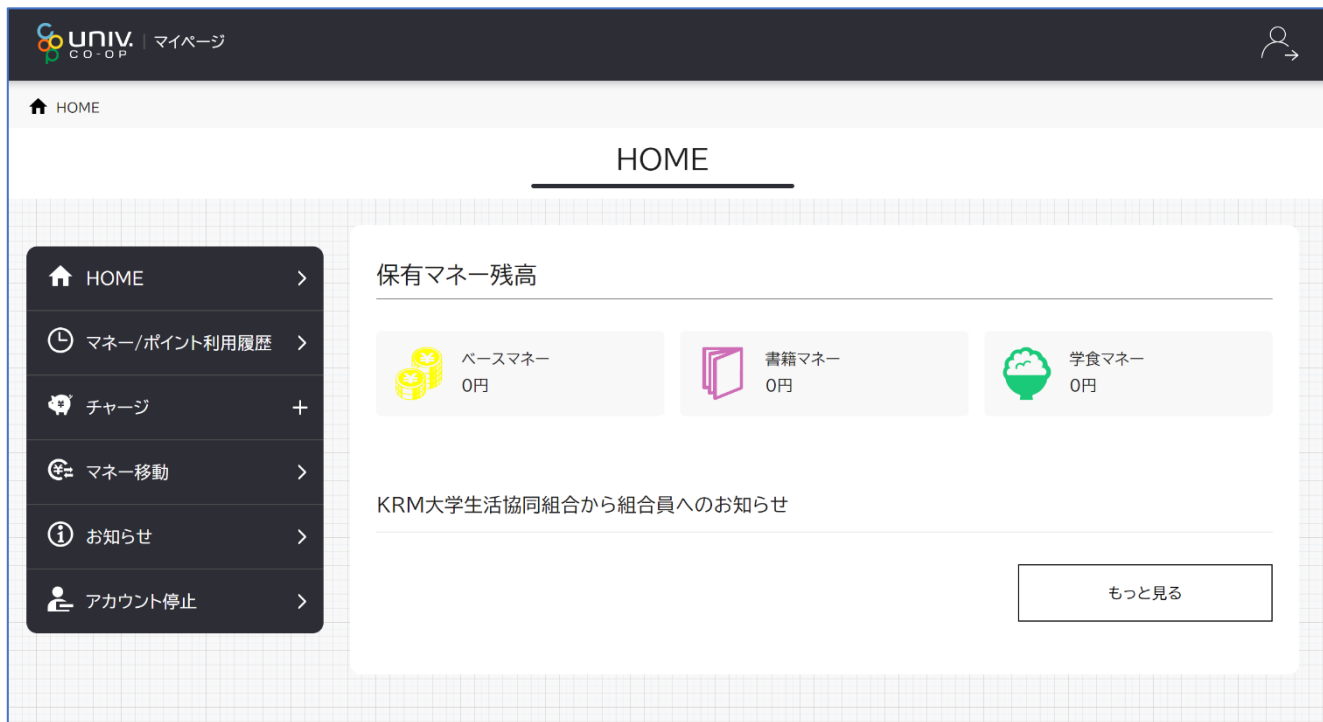 UNIV.
CO-OP
マイページ
HOME
HOME
HOME
マネー/ポイント利用履歴
チャージ
マネー移動
お知らせ
アカウント停止
保有マネー残高
ベースマネー
0円
書籍マネー
0円
学食マネー
0円
KRM大学生活協同組合から組合員へのお知らせ
もっと見る